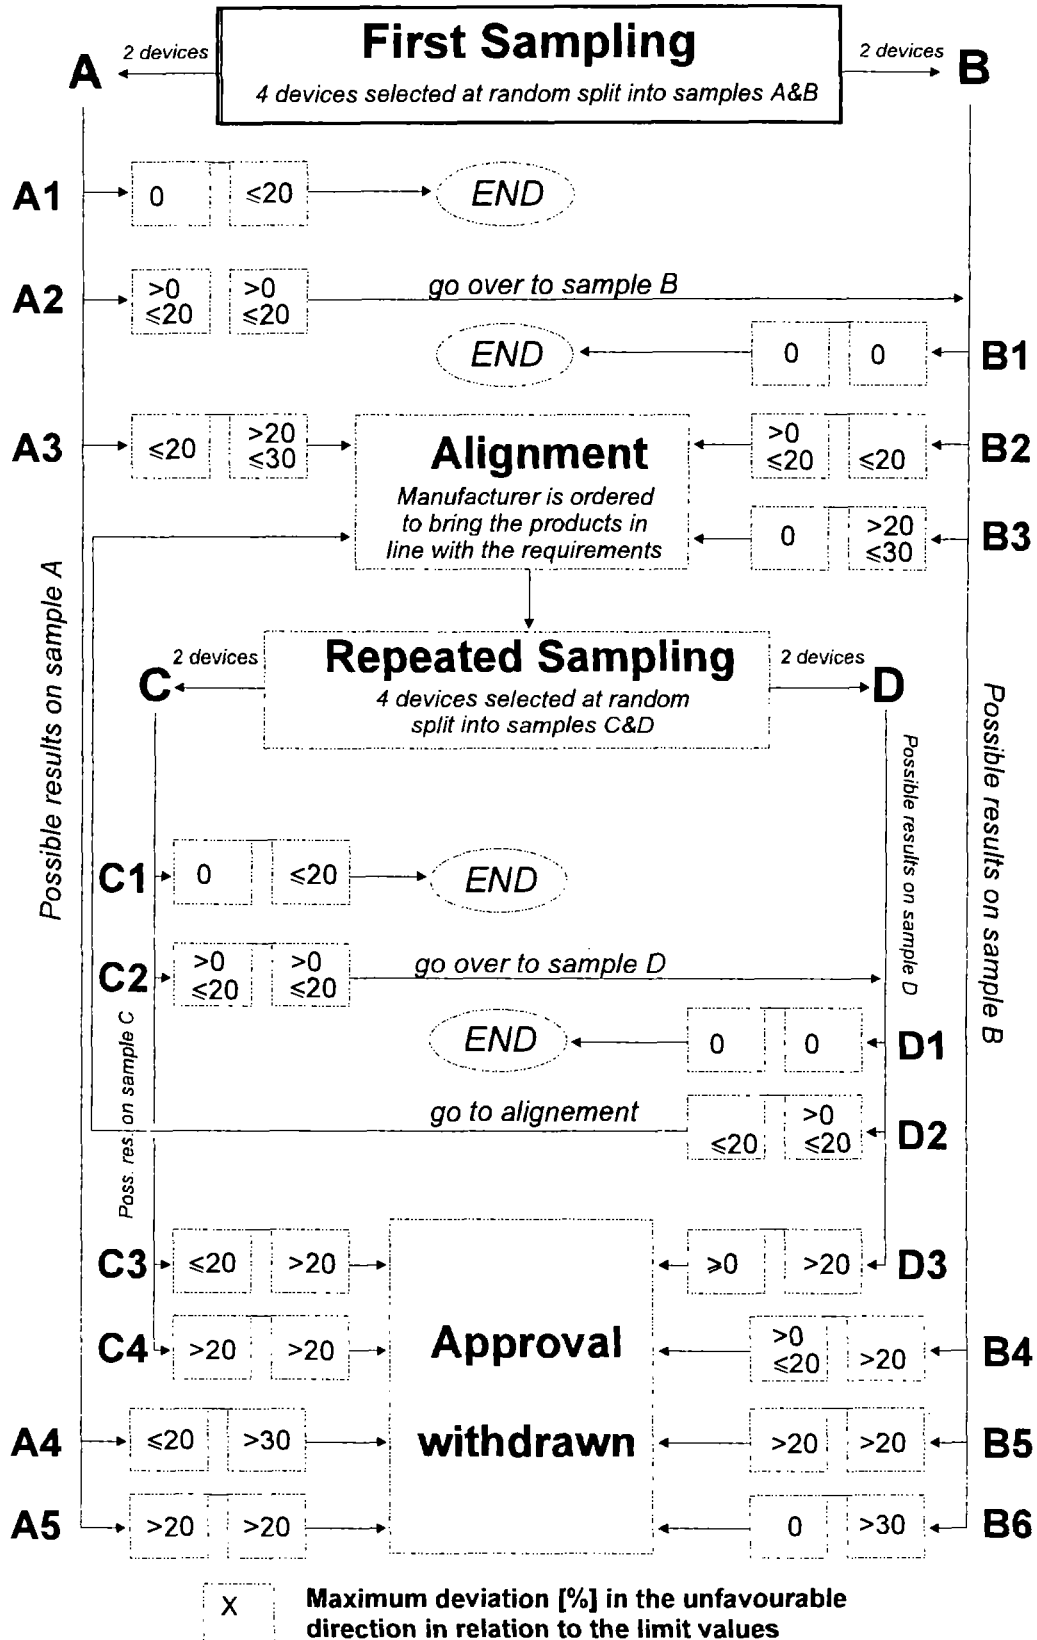 First Sampling
4 devices selected at random split into samples A&B
A 2 devices
2 devices B
A1 0 ≤20 END
A2 >0 ≤20 >0 ≤20 go over to sample B
END 0 0 B1
A3 ≤20 >20 ≤30
Alignment
Manufacturer is ordered
to bring the products in
line with the requirements
>0 ≤20 ≤20 B2
0 >20 ≤30 B3
Possible results on sample A
Repeated Sampling
4 devices selected at random
split into samples C&D
C 2 devices
2 devices D
Possible results on sample D
Possible results on sample B
C1 0 ≤20 END
C2 >0 ≤20 >0 ≤20 go over to sample D
Poss. res. on sample C
END 0 0 D1
go to alignement
≤20 >0 ≤20 D2
C3 ≤20 >20
⩾0 >20 D3
C4 >20 >20
Approval
>0 ≤20 >20 B4
A4 ≤20 >30
withdrawn
>20 >20 B5
A5 >20 >20
0 >30 B6
X
Maximum deviation [%] in the unfavourable
direction in relation to the limit values